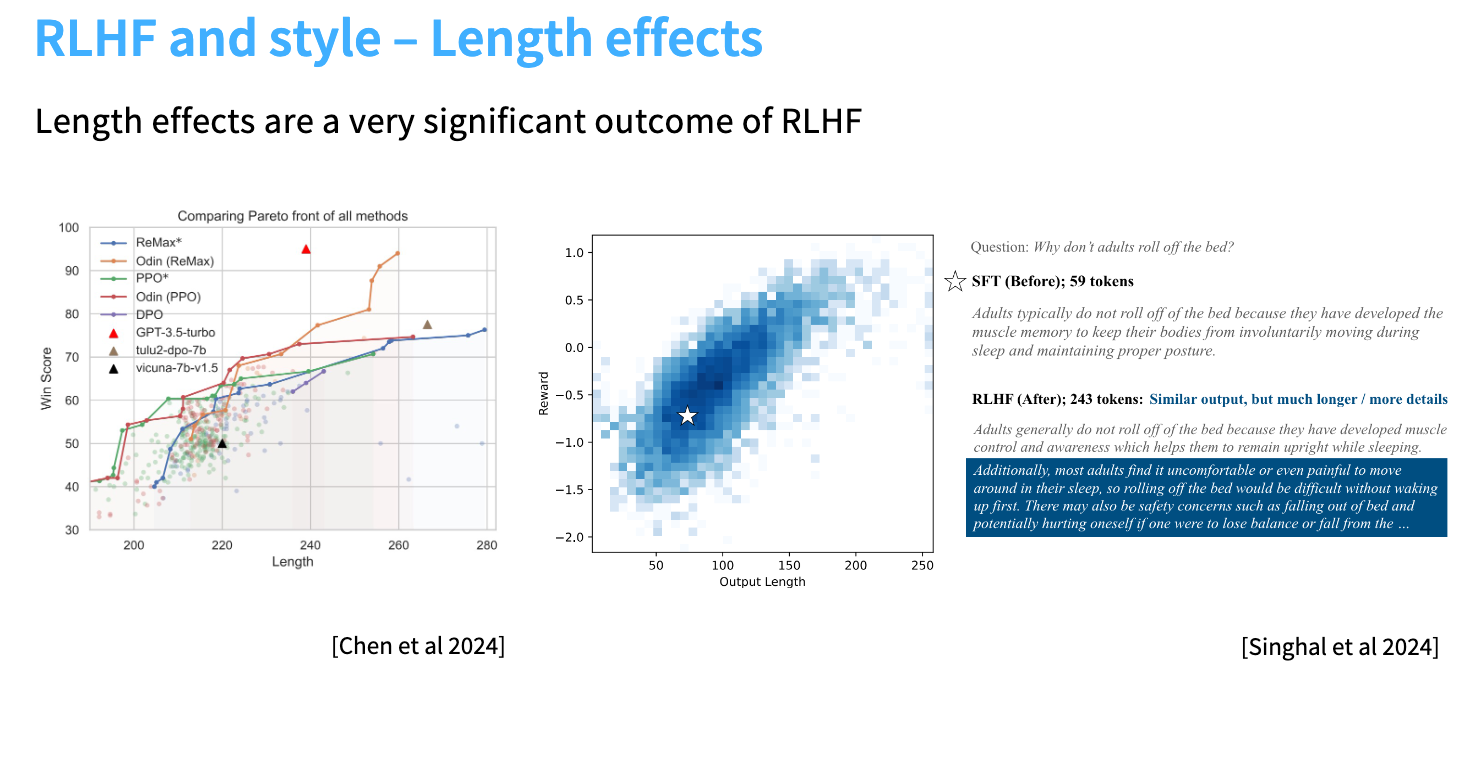 RLHF and style – Length effects
Length effects are a very significant outcome of RLHF
Comparing Pareto front of all methods
100
90
80
70
60
50
40
30
Win Score
ReMax*
Odin (ReMax)
PPO*
Odin (PPO)
DPO
GPT-3.5-turbo
tulu2-dpo-7b
vicuna-7b-v1.5
200
220
240
260
280
Length
[Chen et al 2024]
1.0
0.5
0.0
−0.5
−1.0
−1.5
−2.0
Reward
50
100
150
200
250
Output Length
Question: Why don't adults roll off the bed?
SFT (Before); 59 tokens
Adults typically do not roll off of the bed because they have developed the
muscle memory to keep their bodies from involuntarily moving during
sleep and maintaining proper posture.
RLHF (After); 243 tokens: Similar output, but much longer / more details
Adults generally do not roll off of the bed because they have developed muscle
control and awareness which helps them to remain upright while sleeping.
Additionally, most adults find it uncomfortable or even painful to move
around in their sleep, so rolling off the bed would be difficult without waking
up first. There may also be safety concerns such as falling out of bed and
potentially hurting oneself if one were to lose balance or fall from the ...
[Singhal et al 2024]